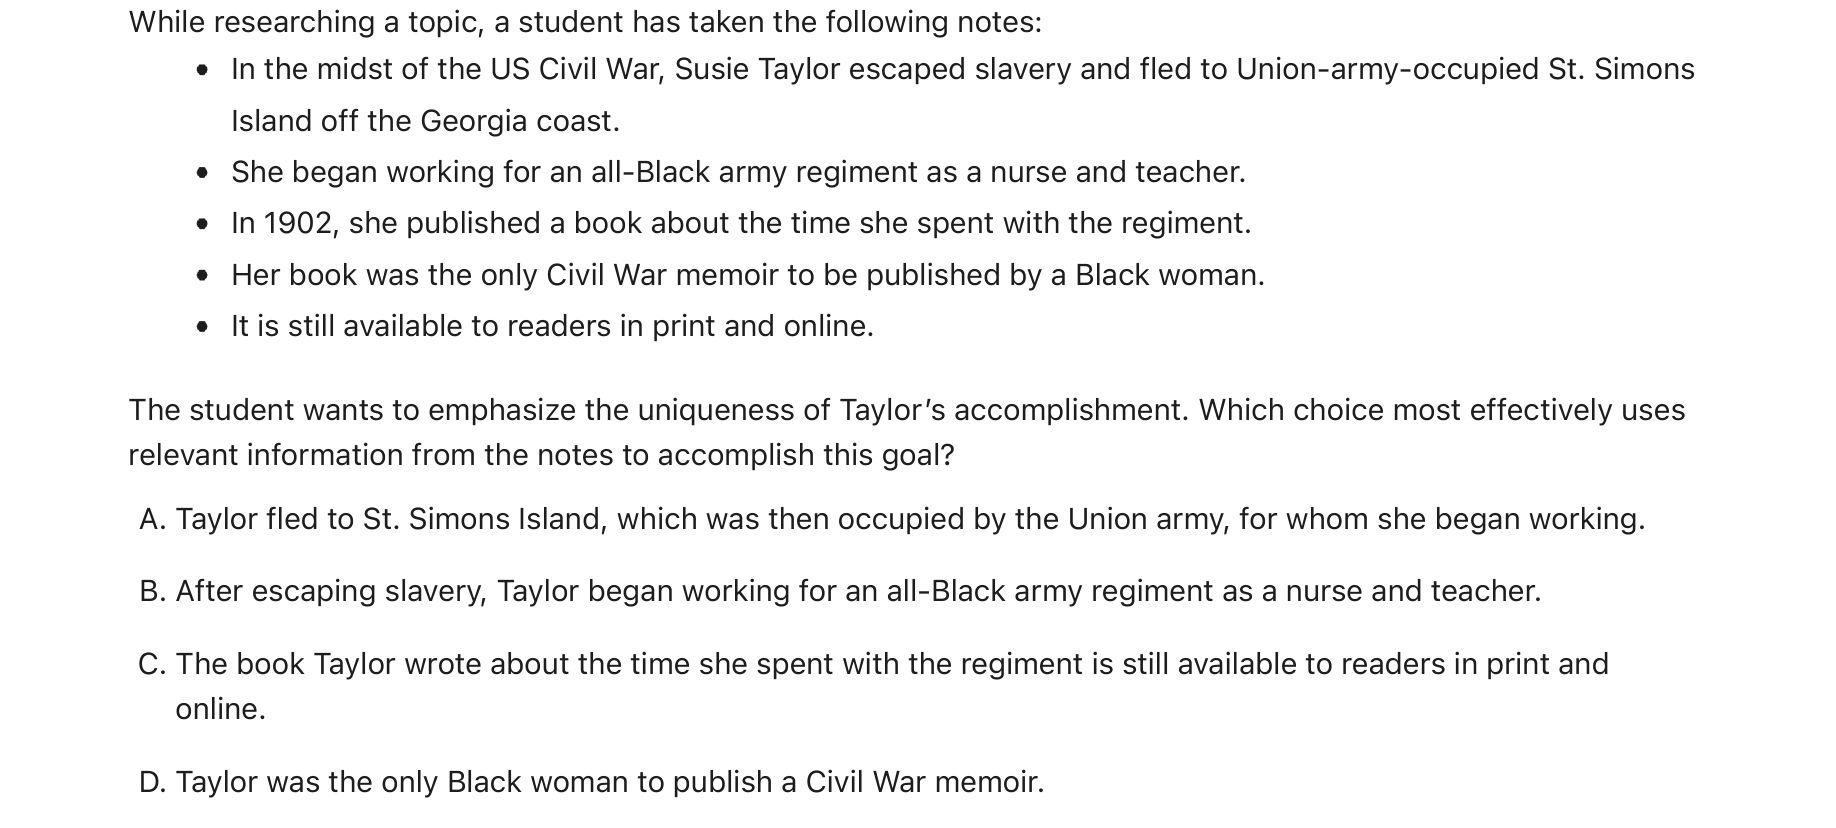 While researching a topic, a student has taken the following notes:
• In the midst of the US Civil War, Susie Taylor escaped slavery and fled to Union-army-occupied St. Simons
Island off the Georgia coast.
• She began working for an all-Black army regiment as a nurse and teacher.
• In 1902, she published a book about the time she spent with the regiment.
• Her book was the only Civil War memoir to be published by a Black woman.
• It is still available to readers in print and online.
The student wants to emphasize the uniqueness of Taylor’s accomplishment. Which choice most effectively uses
relevant information from the notes to accomplish this goal?
A. Taylor fled to St. Simons Island, which was then occupied by the Union army, for whom she began working.
B. After escaping slavery, Taylor began working for an all-Black army regiment as a nurse and teacher.
C. The book Taylor wrote about the time she spent with the regiment is still available to readers in print and
online.
D. Taylor was the only Black woman to publish a Civil War memoir.